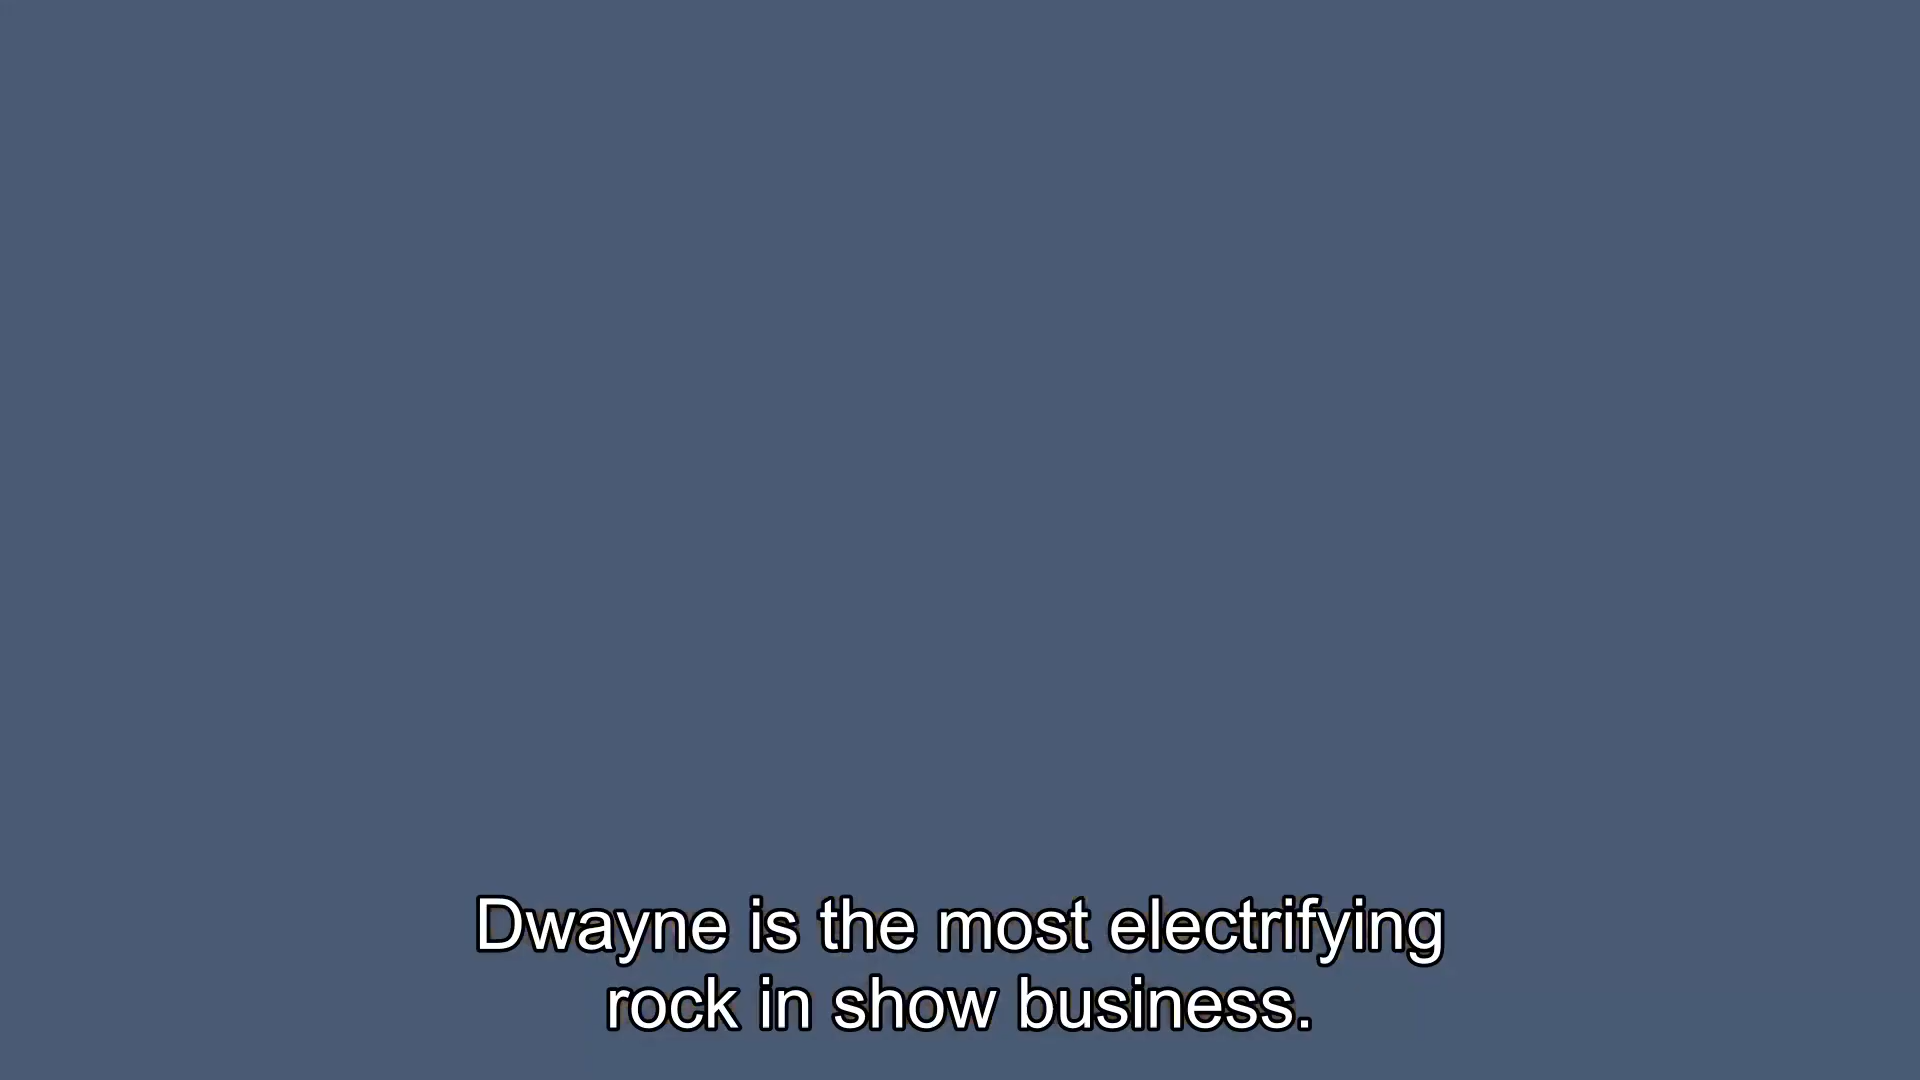 Dwayne is the most electrifying
rock in show business.